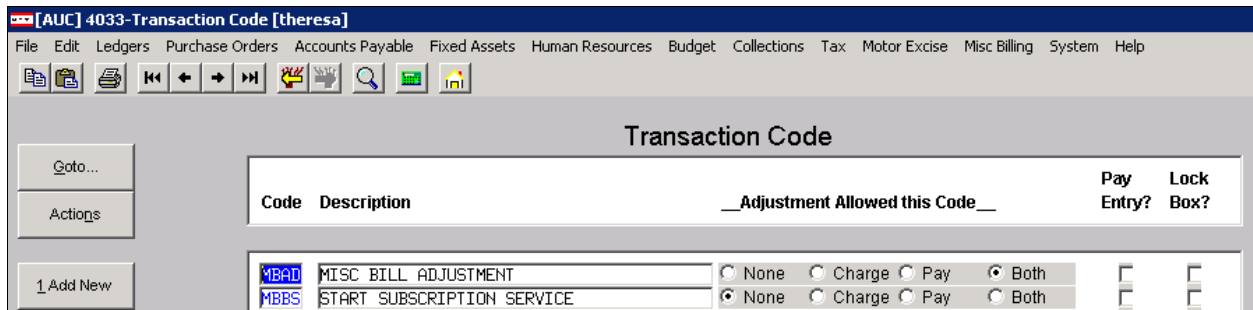 [AUC] 4033-Transaction Code [theresa]
File Edit Ledgers Purchase Orders Accounts Payable Fixed Assets Human Resources Budget Collections Tax Motor Excise Misc Billing System Help
Transaction Code
Goto...
Actions
Code Description __Adjustment Allowed this Code__ Pay Entry? Lock Box?
1 Add New
MBAD MISC BILL ADJUSTMENT None Charge Pay Both
MBBS START SUBSCRIPTION SERVICE None Charge Pay Both